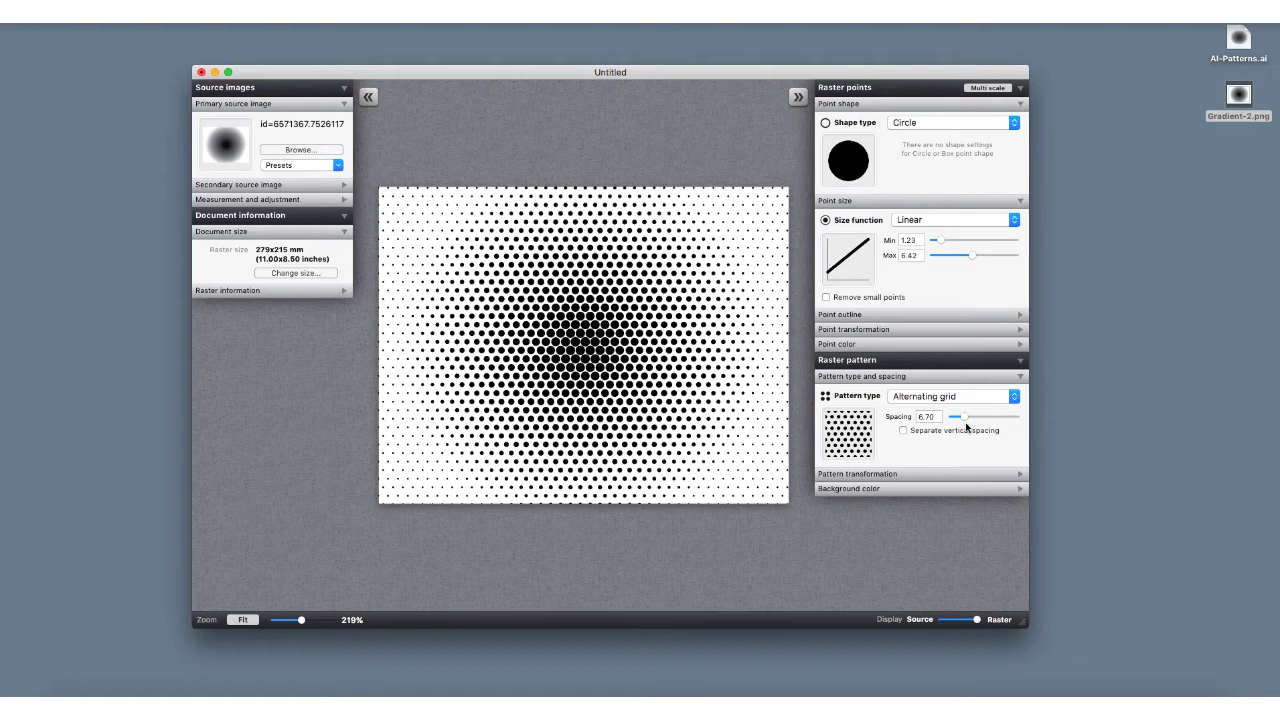 AI-Patterns.ai
Gradient-2.png
Untitled
Source images
Primary source image
id=6571367.7526117
Browse...
Presets
Secondary source image
Measurement and adjustment
Document information
Document size
Raster size 279x215 mm
(11.00x8.50 inches)
Change size...
Raster information
Raster points Multi scale
Point shape
Shape type Circle
There are no shape settings
for Circle or Box point shape
Point size
Size function Linear
Min 1.23
Max 6.42
Remove small points
Point outline
Point transformation
Point color
Raster pattern
Pattern type and spacing
Pattern type Alternating grid
Spacing 6.70
Separate vertical spacing
Pattern transformation
Background color
Zoom Fit 219%
Display Source Raster